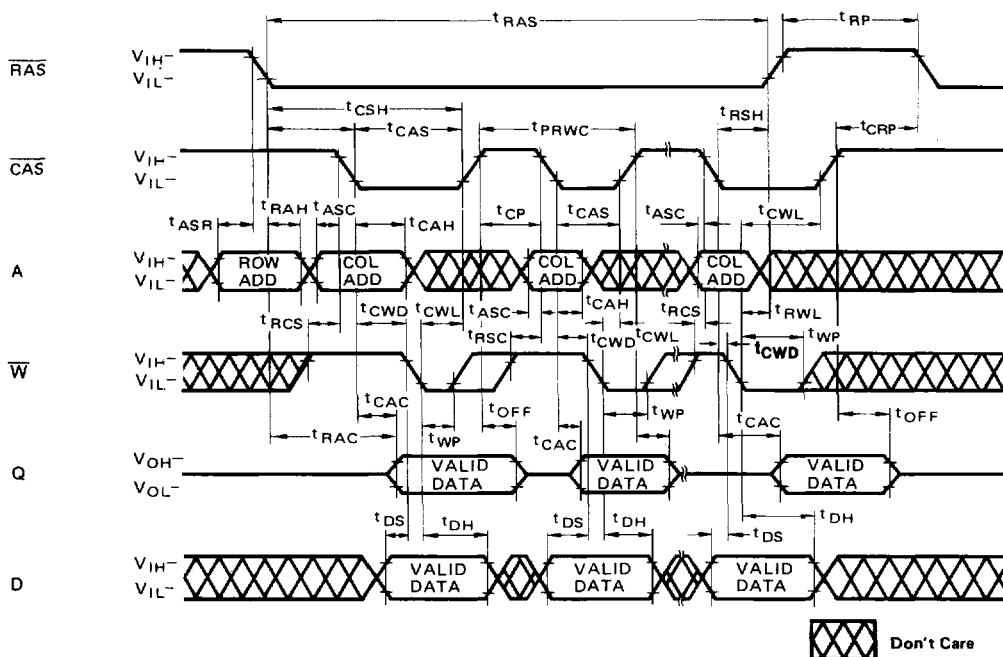 tRAS
tRP
RAS
VIH-
VIL-
tCSH
tCAS
tPRWC
tRSH
tCRP
CAS
VIH-
VIL-
tASR
tRAH
tASC
tCAH
tCP
tCAS
tASC
tCWL
A
VIH-
VIL-
ROW ADD
COL ADD
COL ADD
COL ADD
tRCS
tCWD
tCWL
tASC
tCAH
tRCS
tRWL
tRSC
tCWD
tCWL
tCWD
tWP
W
VIH-
VIL-
tCAC
tRAC
tWP
tOFF
tCAC
tWP
tCAC
tOFF
Q
VOH-
VOL-
VALID DATA
VALID DATA
VALID DATA
tDS
tDH
tDS
tDH
tDS
tDH
D
VIH-
VIL-
VALID DATA
VALID DATA
VALID DATA
Don't Care